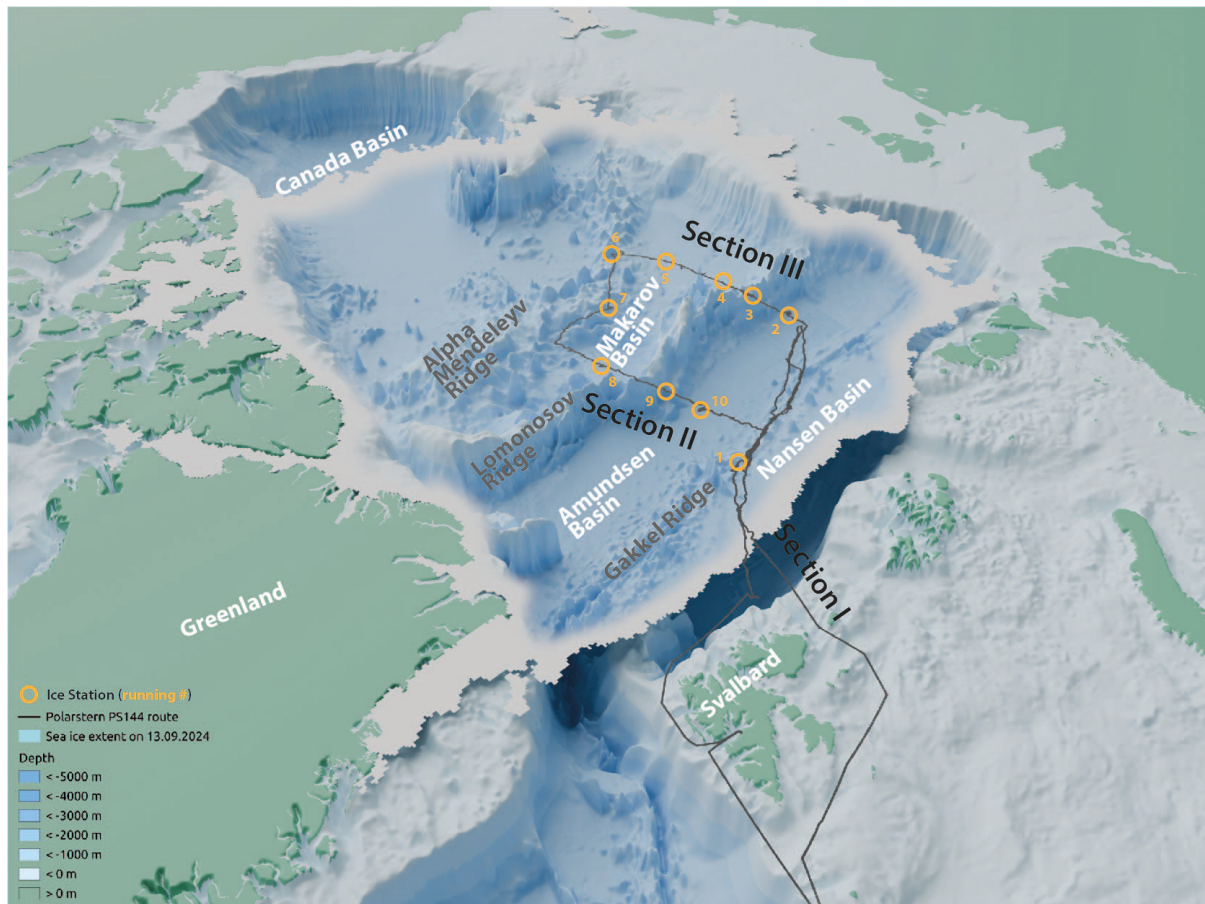 Canada Basin
Section III
6
5
4
3
2
7
Makarov
Basin
Alpha
Mendeleyv
Ridge
8
9
10
Section II
Lomonosov
Ridge
Nansen Basin
1
Amundsen
Basin
Gakkel Ridge
Section I
Greenland
Svalbard
Ice Station (running #)
Polarstern PS144 route
Sea ice extent on 13.09.2024
Depth
< -5000 m
< -4000 m
< -3000 m
< -2000 m
< -1000 m
< 0 m
> 0 m